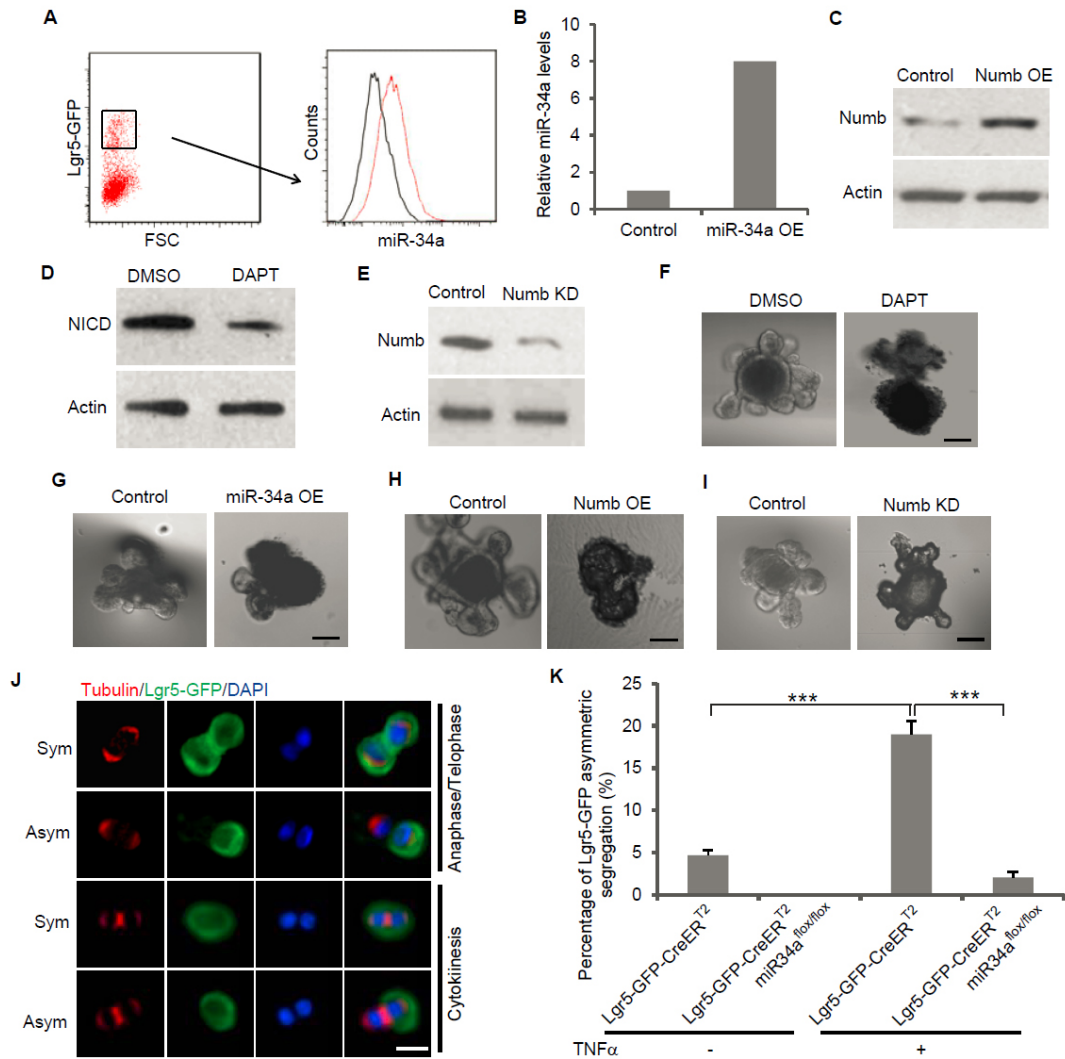 A
Lgr5-GFP
FSC
Counts
miR-34a
B
Relative miR-34a levels
10
8
6
4
2
0
Control miR-34a OE
C
Control Numb OE
Numb
Actin
D
DMSO DAPT
NICD
Actin
E
Control Numb KD
Numb
Actin
F
DMSO DAPT
G
Control miR-34a OE
H
Control Numb OE
I
Control Numb KD
J
Tubulin/Lgr5-GFP/DAPI
Sym
Asym
Anaphase/Telophase
Sym
Asym
Cytokiinesis
K
Percentage of Lgr5-GFP asymmetric
segregation (%)
25
20
15
10
5
0
*** ***
Lgr5-GFP-CreER^T2
Lgr5-GFP-CreER^T2
miR34a^flox/flox
Lgr5-GFP-CreER^T2
Lgr5-GFP-CreER^T2
miR34a^flox/flox
TNFα - +